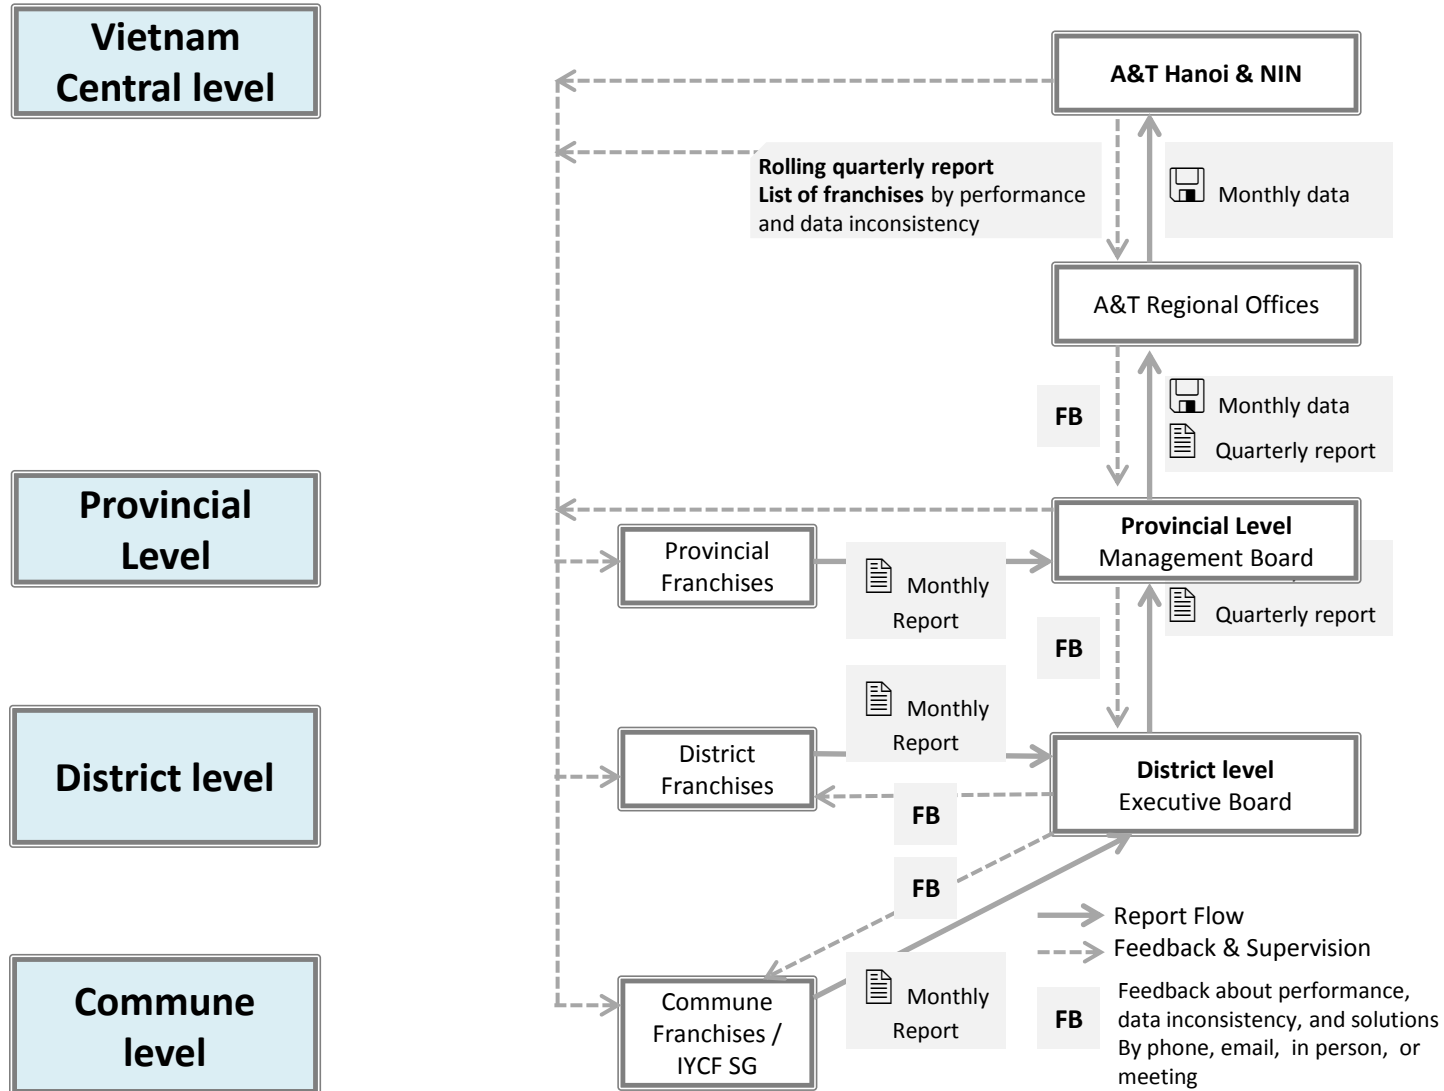 Vietnam
Central level
A&T Hanoi & NIN
Rolling quarterly report
List of franchises by performance
and data inconsistency
Monthly data
A&T Regional Offices
FB
Monthly data
Quarterly report
Provincial
Level
Provincial
Franchises
Monthly
Report
Provincial Level
Management Board
Quarterly report
FB
District level
District
Franchises
Monthly
Report
District level
Executive Board
FB
FB
Commune
level
Commune
Franchises /
IYCF SG
Monthly
Report
Report Flow
Feedback & Supervision
FB
Feedback about performance,
data inconsistency, and solutions
By phone, email, in person, or
meeting